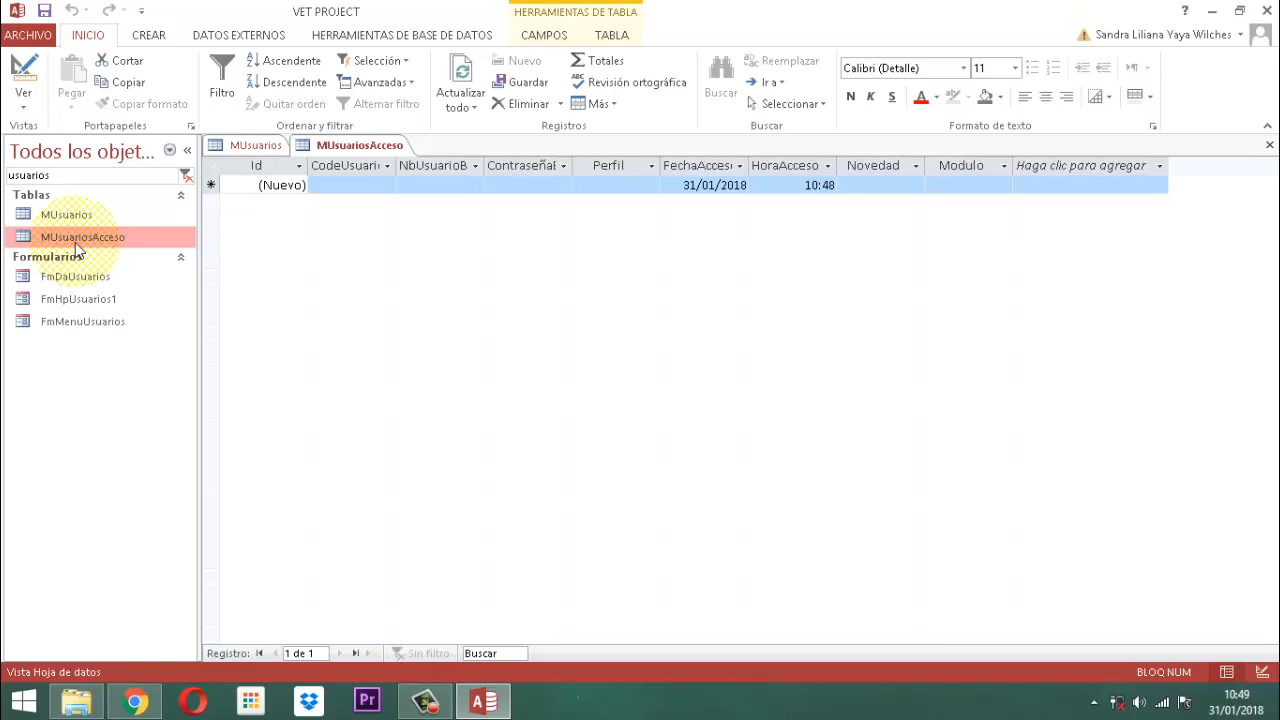 VET PROJECT
HERRAMIENTAS DE TABLA
?
ARCHIVO INICIO CREAR DATOS EXTERNOS HERRAMIENTAS DE BASE DE DATOS CAMPOS TABLA
Sandra Liliana Yaya Wilches
Ver
Pegar
Cortar
Copiar
Copiar formato
Filtro
Ascendente
Descendente
Quitar orden
Selección
Avanzadas
Alternar filtro
Actualizar todo
Nuevo
Guardar
Eliminar
Totales
Revisión ortográfica
Más
Buscar
Reemplazar
Ir a
Seleccionar
Calibri (Detalle) 11
N K S A
Vistas Portapapeles Ordenar y filtrar Registros Buscar Formato de texto
Todos los objet...
usuarios
Tablas
MUsuarios
MUsuariosAcceso
Formularios
FmDaUsuarios
FmHpUsuarios1
FmMenuUsuarios
MUsuarios MUsuariosAcceso
Id CodeUsuari NbUsuarioB Contraseñal Perfil FechaAcces HoraAcceso Novedad Modulo Haga clic para agregar
(Nuevo) 31/01/2018 10:48
Registro: 1 de 1 Sin filtro Buscar
Vista Hoja de datos BLOQ NUM
Pr
10:49
31/01/2018